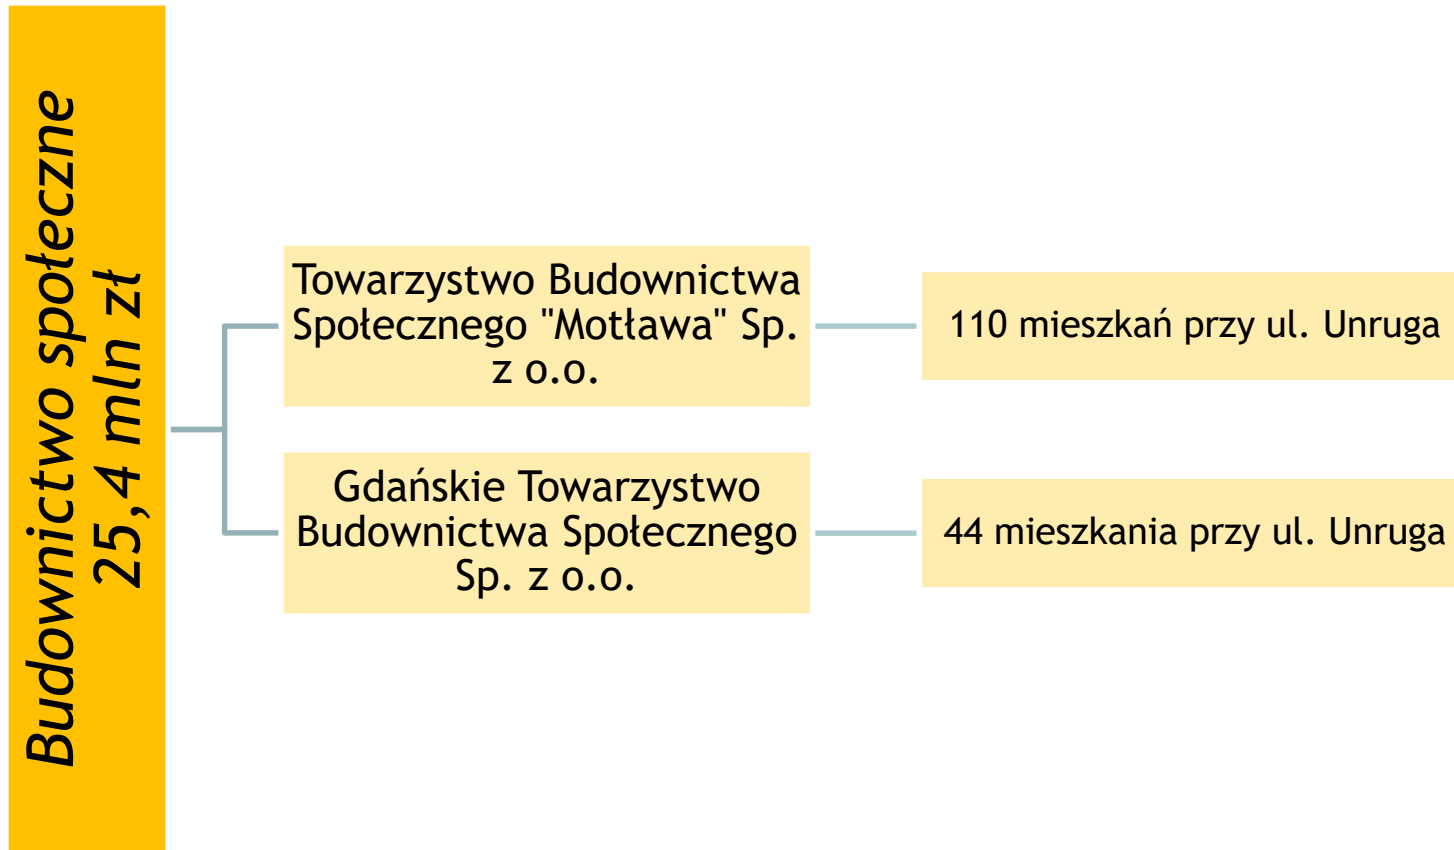 Budownictwo społeczne
25,4 mln zł
Towarzystwo Budownictwa
Społecznego "Motława" Sp.
z o.o.
110 mieszkań przy ul. Unruga
Gdańskie Towarzystwo
Budownictwa Społecznego
Sp. z o.o.
44 mieszkania przy ul. Unruga